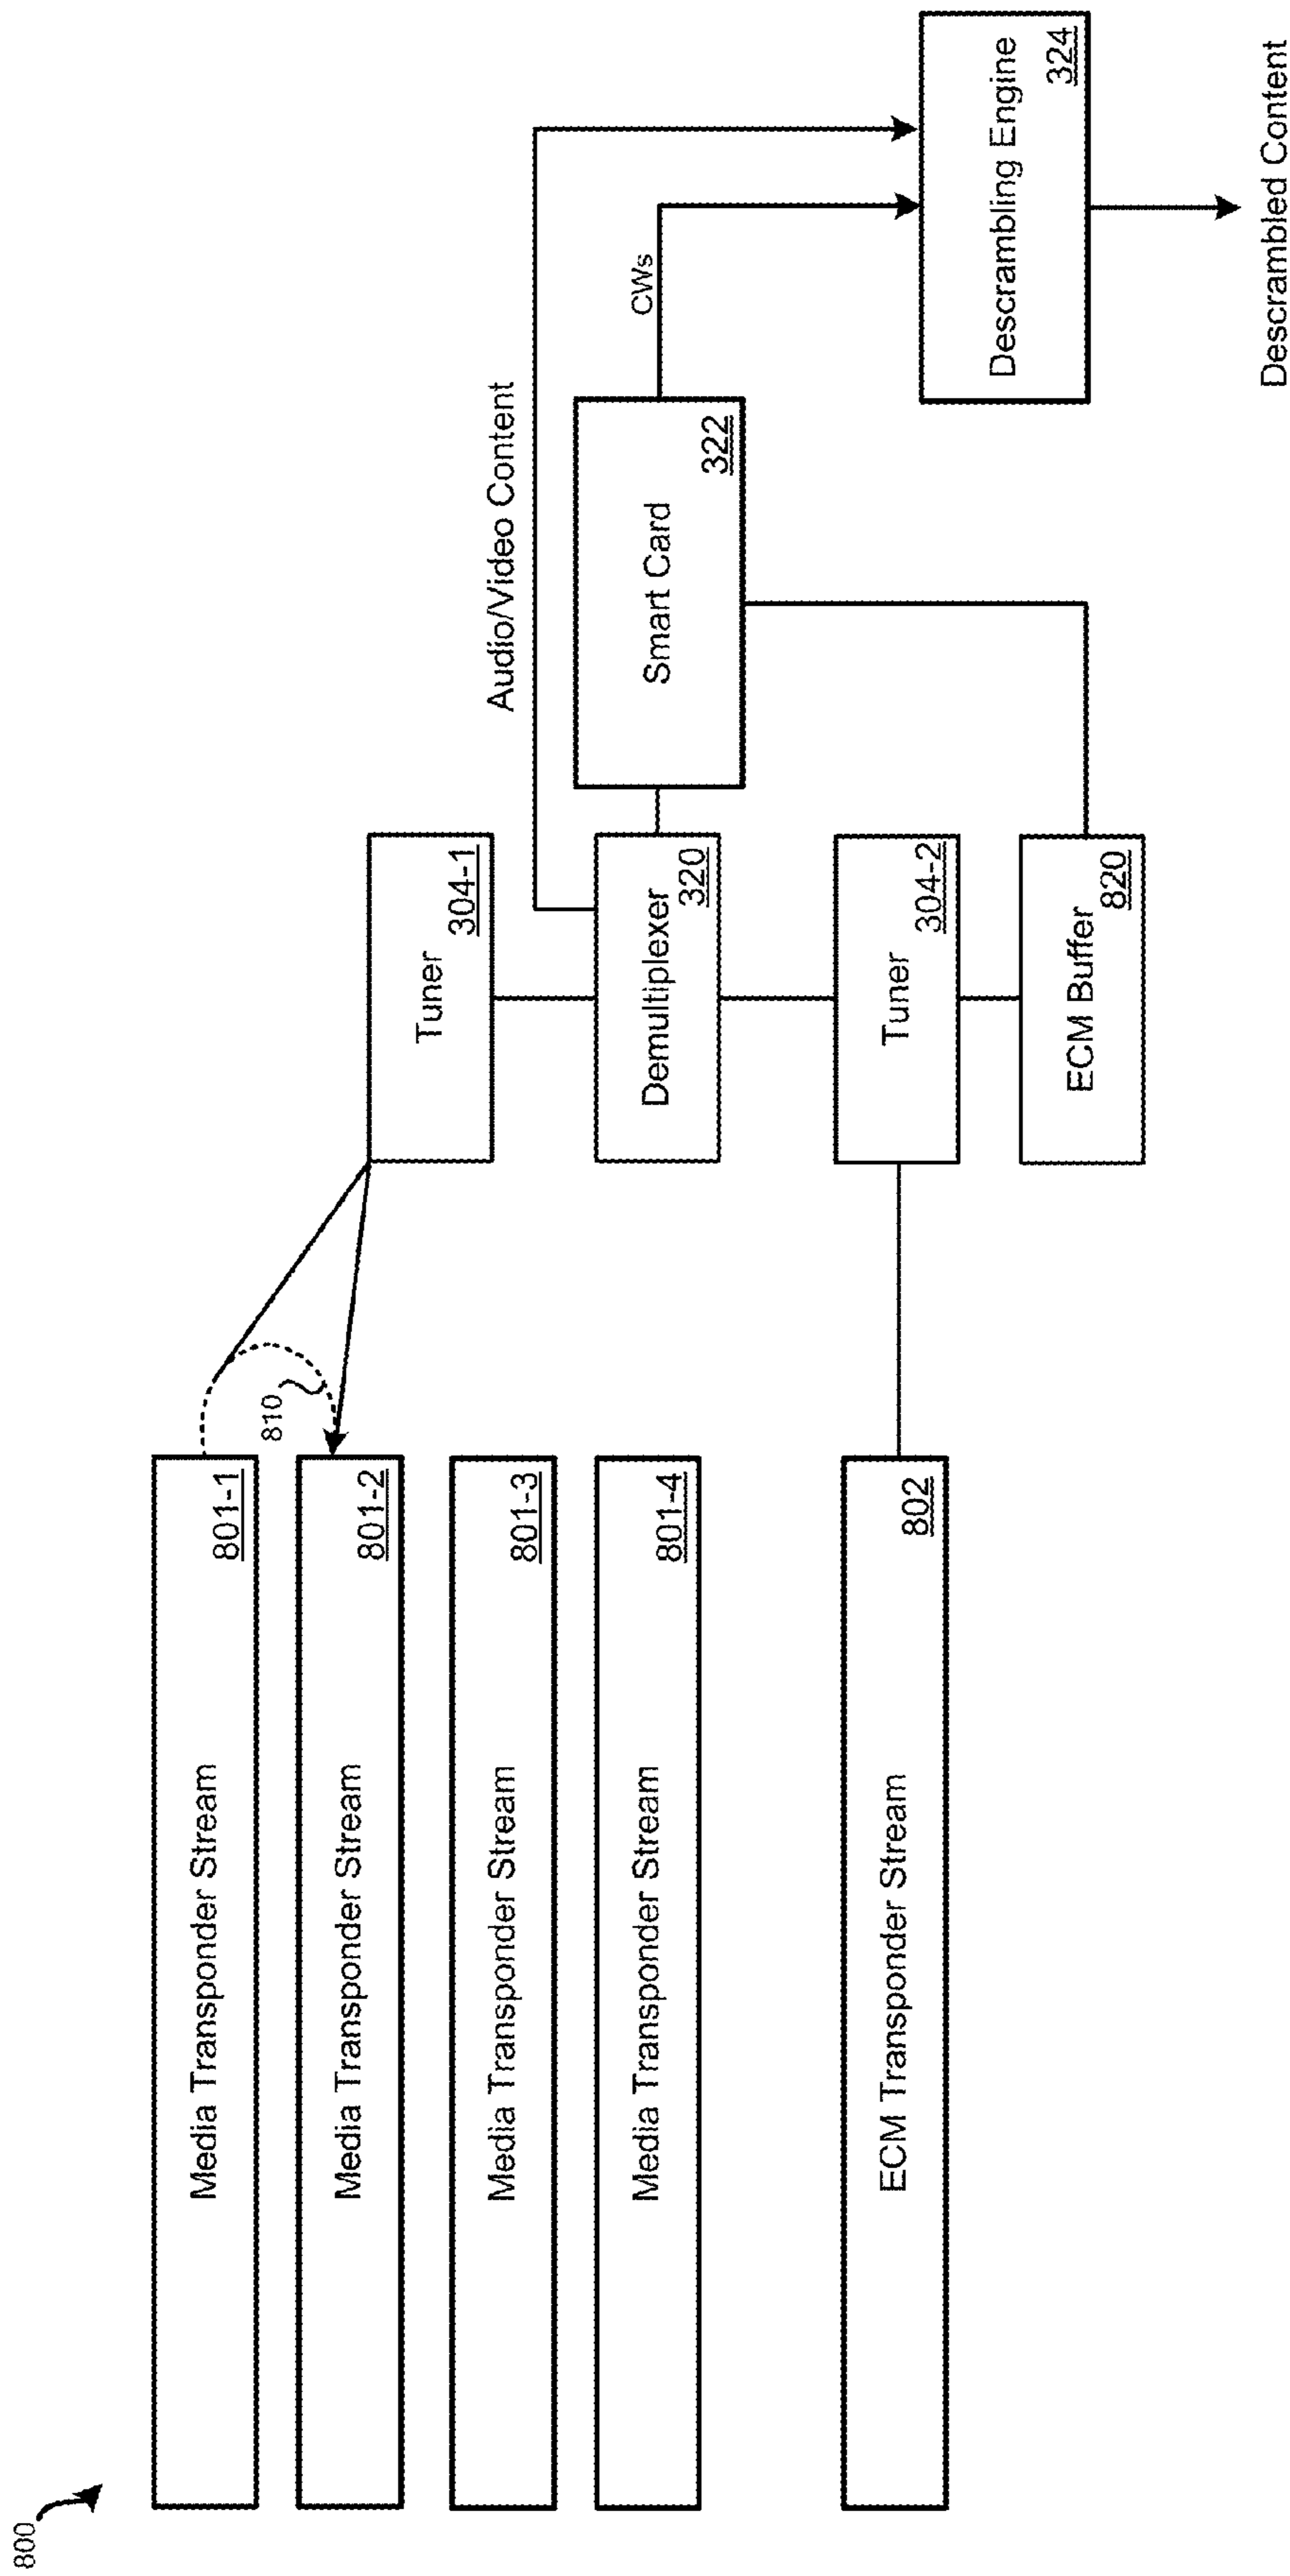 800
Media Transponder Stream
801-1
Media Transponder Stream
801-2
Media Transponder Stream
801-3
Media Transponder Stream
801-4
ECM Transponder Stream
802
810
Tuner
304-1
Demultiplexer
320
Tuner
304-2
ECM Buffer
820
Audio/Video Content
Smart Card
322
CWs
Descrambling Engine
324
Descrambled Content